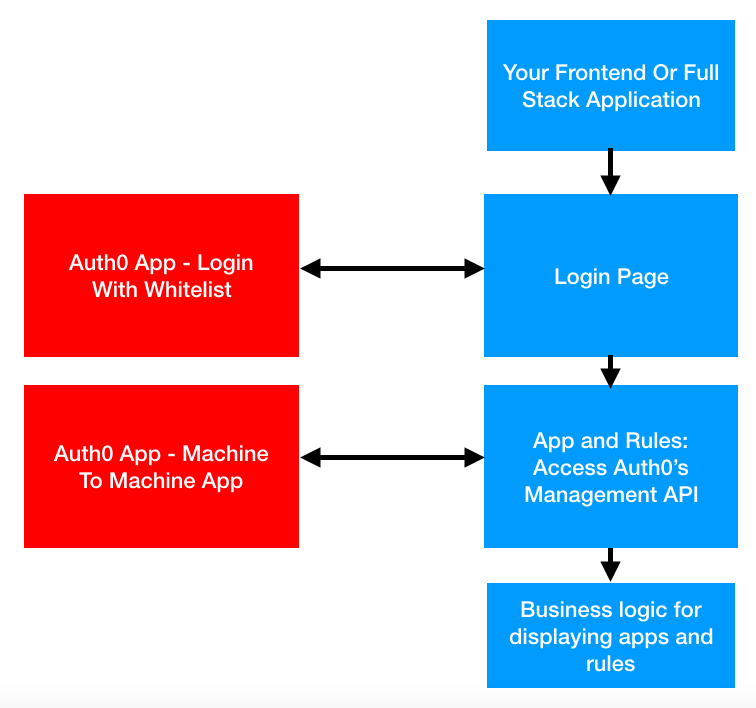 Your Frontend Or Full
Stack Application
Auth0 App - Login
With Whitelist
Login Page
Auth0 App - Machine
To Machine App
App and Rules:
Access Auth0’s
Management API
Business logic for
displaying apps and
rules